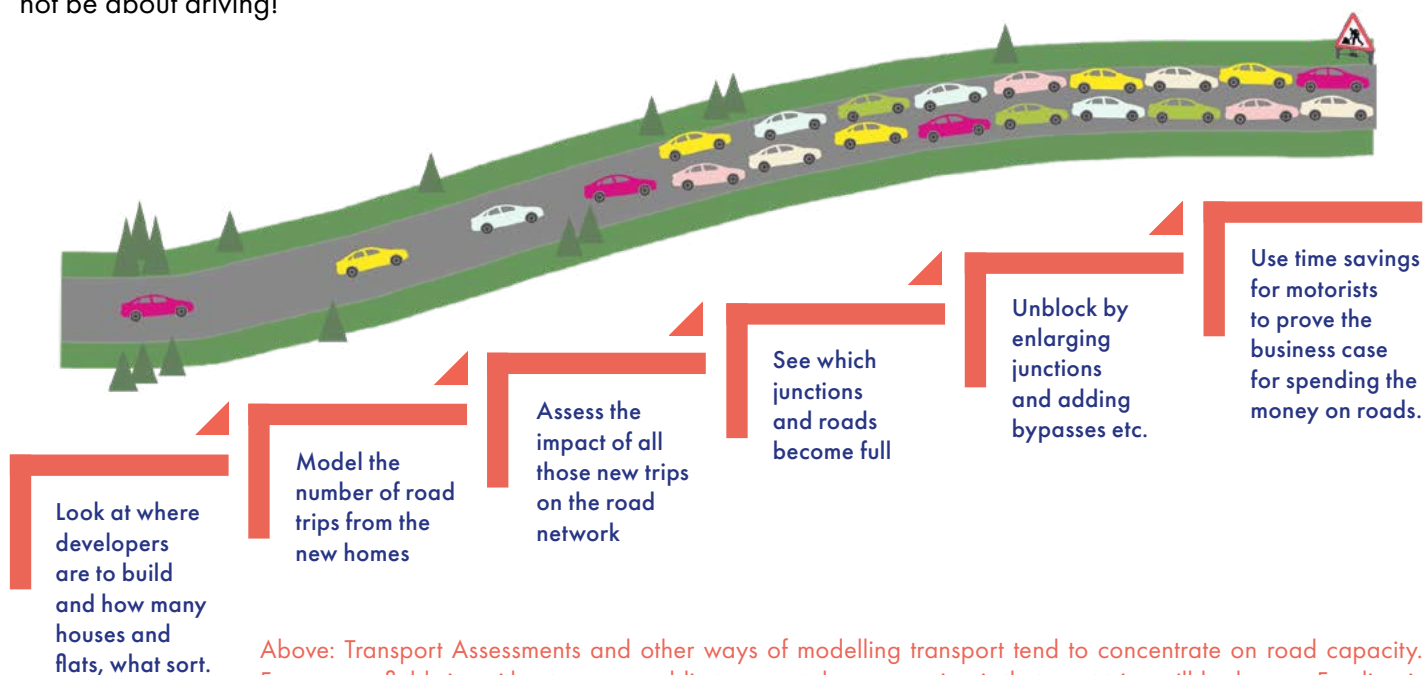 not be about driving!
Look at where
developers
are to build
and how many
houses and
flats, what sort.
Model the
number of road
trips from the
new homes
Assess the
impact of all
those new trips
on the road
network
See which
junctions
and roads
become full
Unblock by
enlarging
junctions
and adding
bypasses etc.
Use time savings
for motorists
to prove the
business case
for spending the
money on roads.
Above: Transport Assessments and other ways of modelling transport tend to concentrate on road capacity.